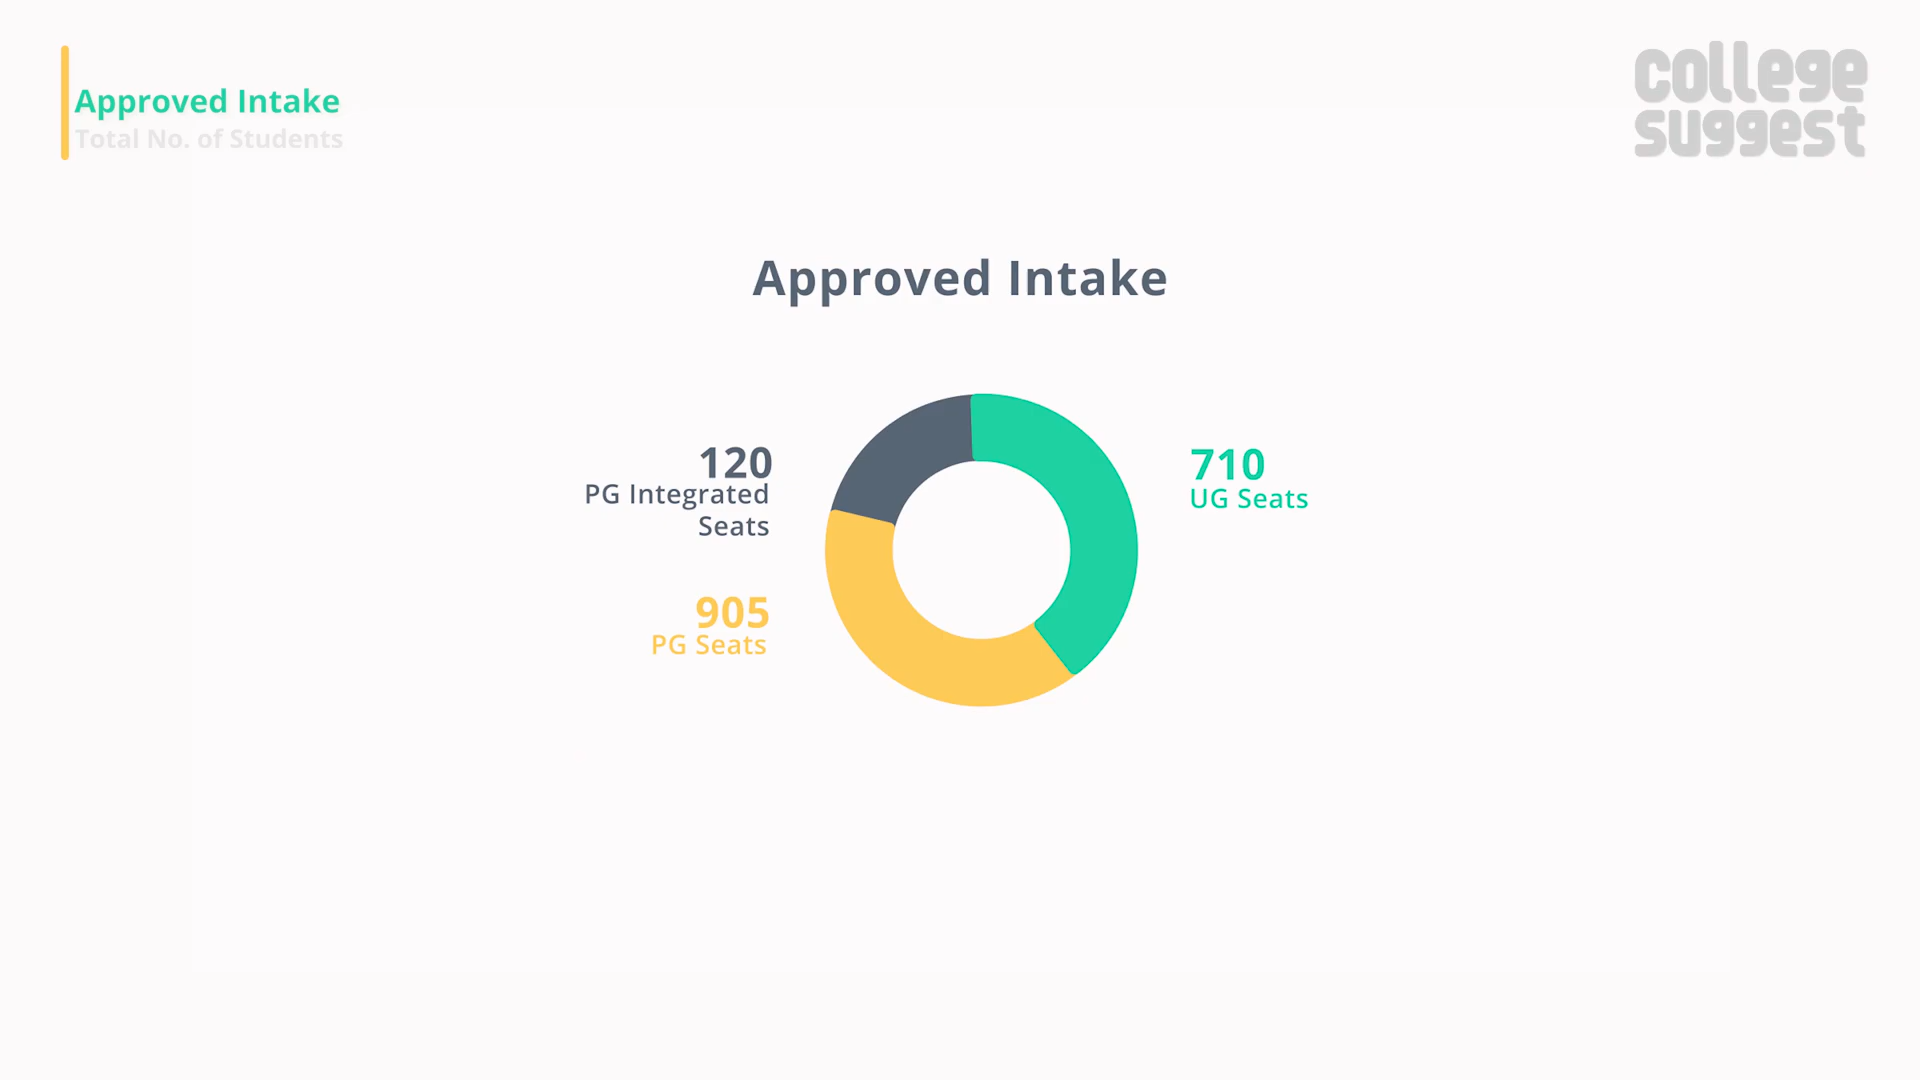 Approved Intake
Total No. of Students
college
suggest
Approved Intake
120
PG Integrated
Seats
710
UG Seats
905
PG Seats